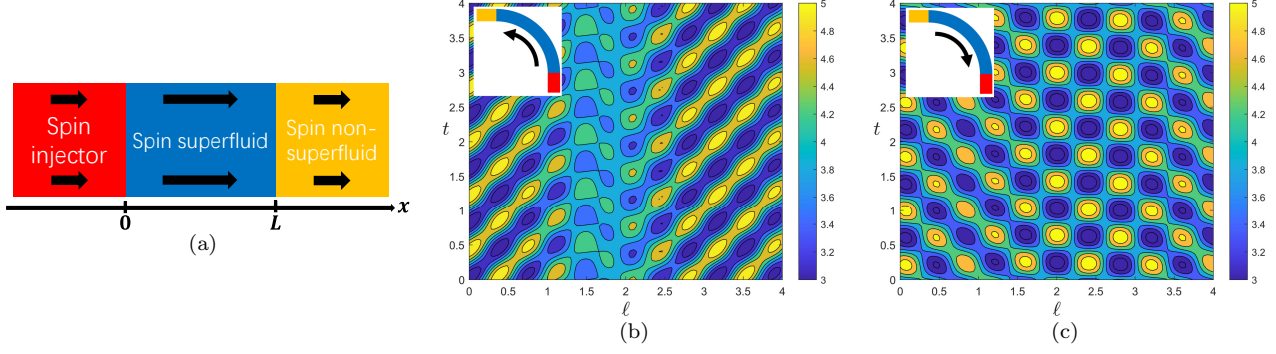 Spin injector
Spin superfluid
Spin non-superfluid
0
L
x
(a)
4
3.5
3
2.5
2
1.5
1
0.5
0
t
0 0.5 1 1.5 2 2.5 3 3.5 4
ℓ
5
4.8
4.6
4.4
4.2
4
3.8
3.6
3.4
3.2
3
(b)
4
3.5
3
2.5
2
1.5
1
0.5
0
t
0 0.5 1 1.5 2 2.5 3 3.5 4
ℓ
5
4.8
4.6
4.4
4.2
4
3.8
3.6
3.4
3.2
3
(c)